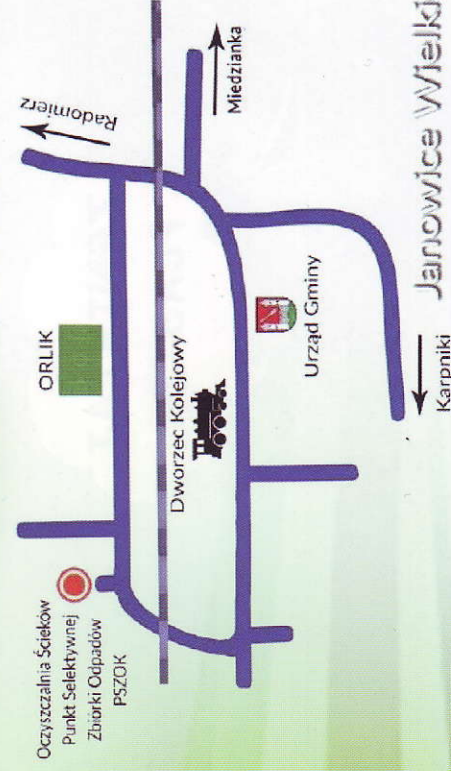 Radomierz
Miedzianka
ORLIK
Dworzec Kolejowy
Urząd Gminy
Oczyszczalnia Ścieków
Punkt Selektywnej
Zbiórki Odpadów
PSZOK
Karpniki
Janowice Wielki